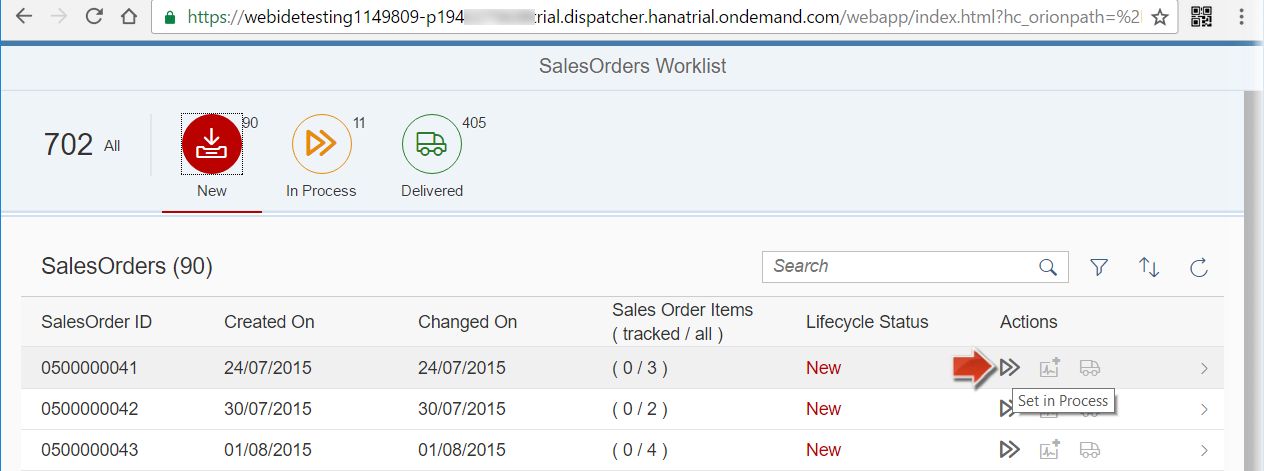 https://webidetesting1149809-p194 trial.dispatcher.hanatrial.ondemand.com/webapp/index.html?hc_orionpath=%2
SalesOrders Worklist
702 All
90
11
405
New
In Process
Delivered
SalesOrders (90)
Search
SalesOrder ID Created On Changed On Sales Order Items ( tracked / all ) Lifecycle Status Actions
0500000041 24/07/2015 24/07/2015 ( 0 / 3 ) New
Set in Process
0500000042 30/07/2015 30/07/2015 ( 0 / 2 ) New
0500000043 01/08/2015 01/08/2015 ( 0 / 4 ) New